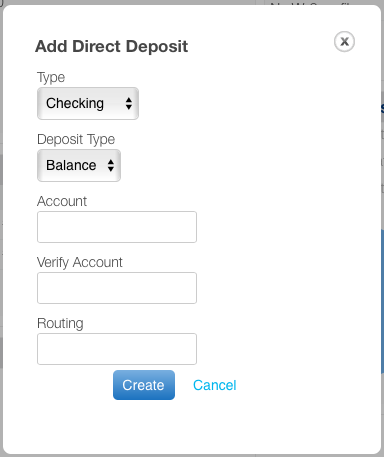 Add Direct Deposit
x
Type
Checking
Deposit Type
Balance
Account
Verify Account
Routing
Create Cancel